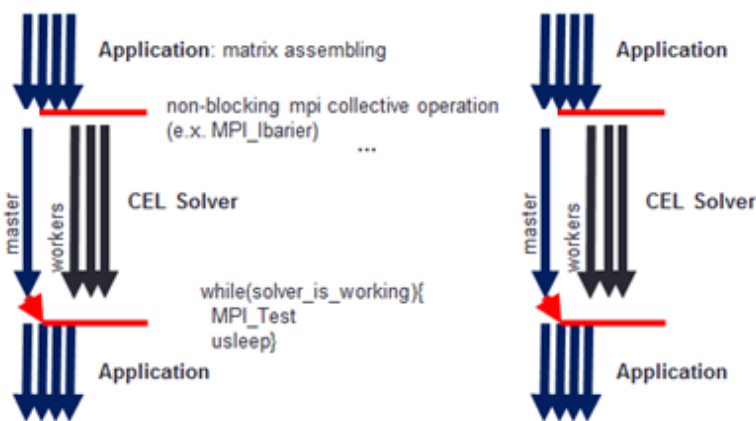 Application: matrix assembling
Application
non-blocking mpi collective operation
(e.x. MPI_Ibarier)
...
master
workers
CEL Solver
master
workers
CEL Solver
while(solver_is_working){
MPI_Test
usleep}
Application
Application